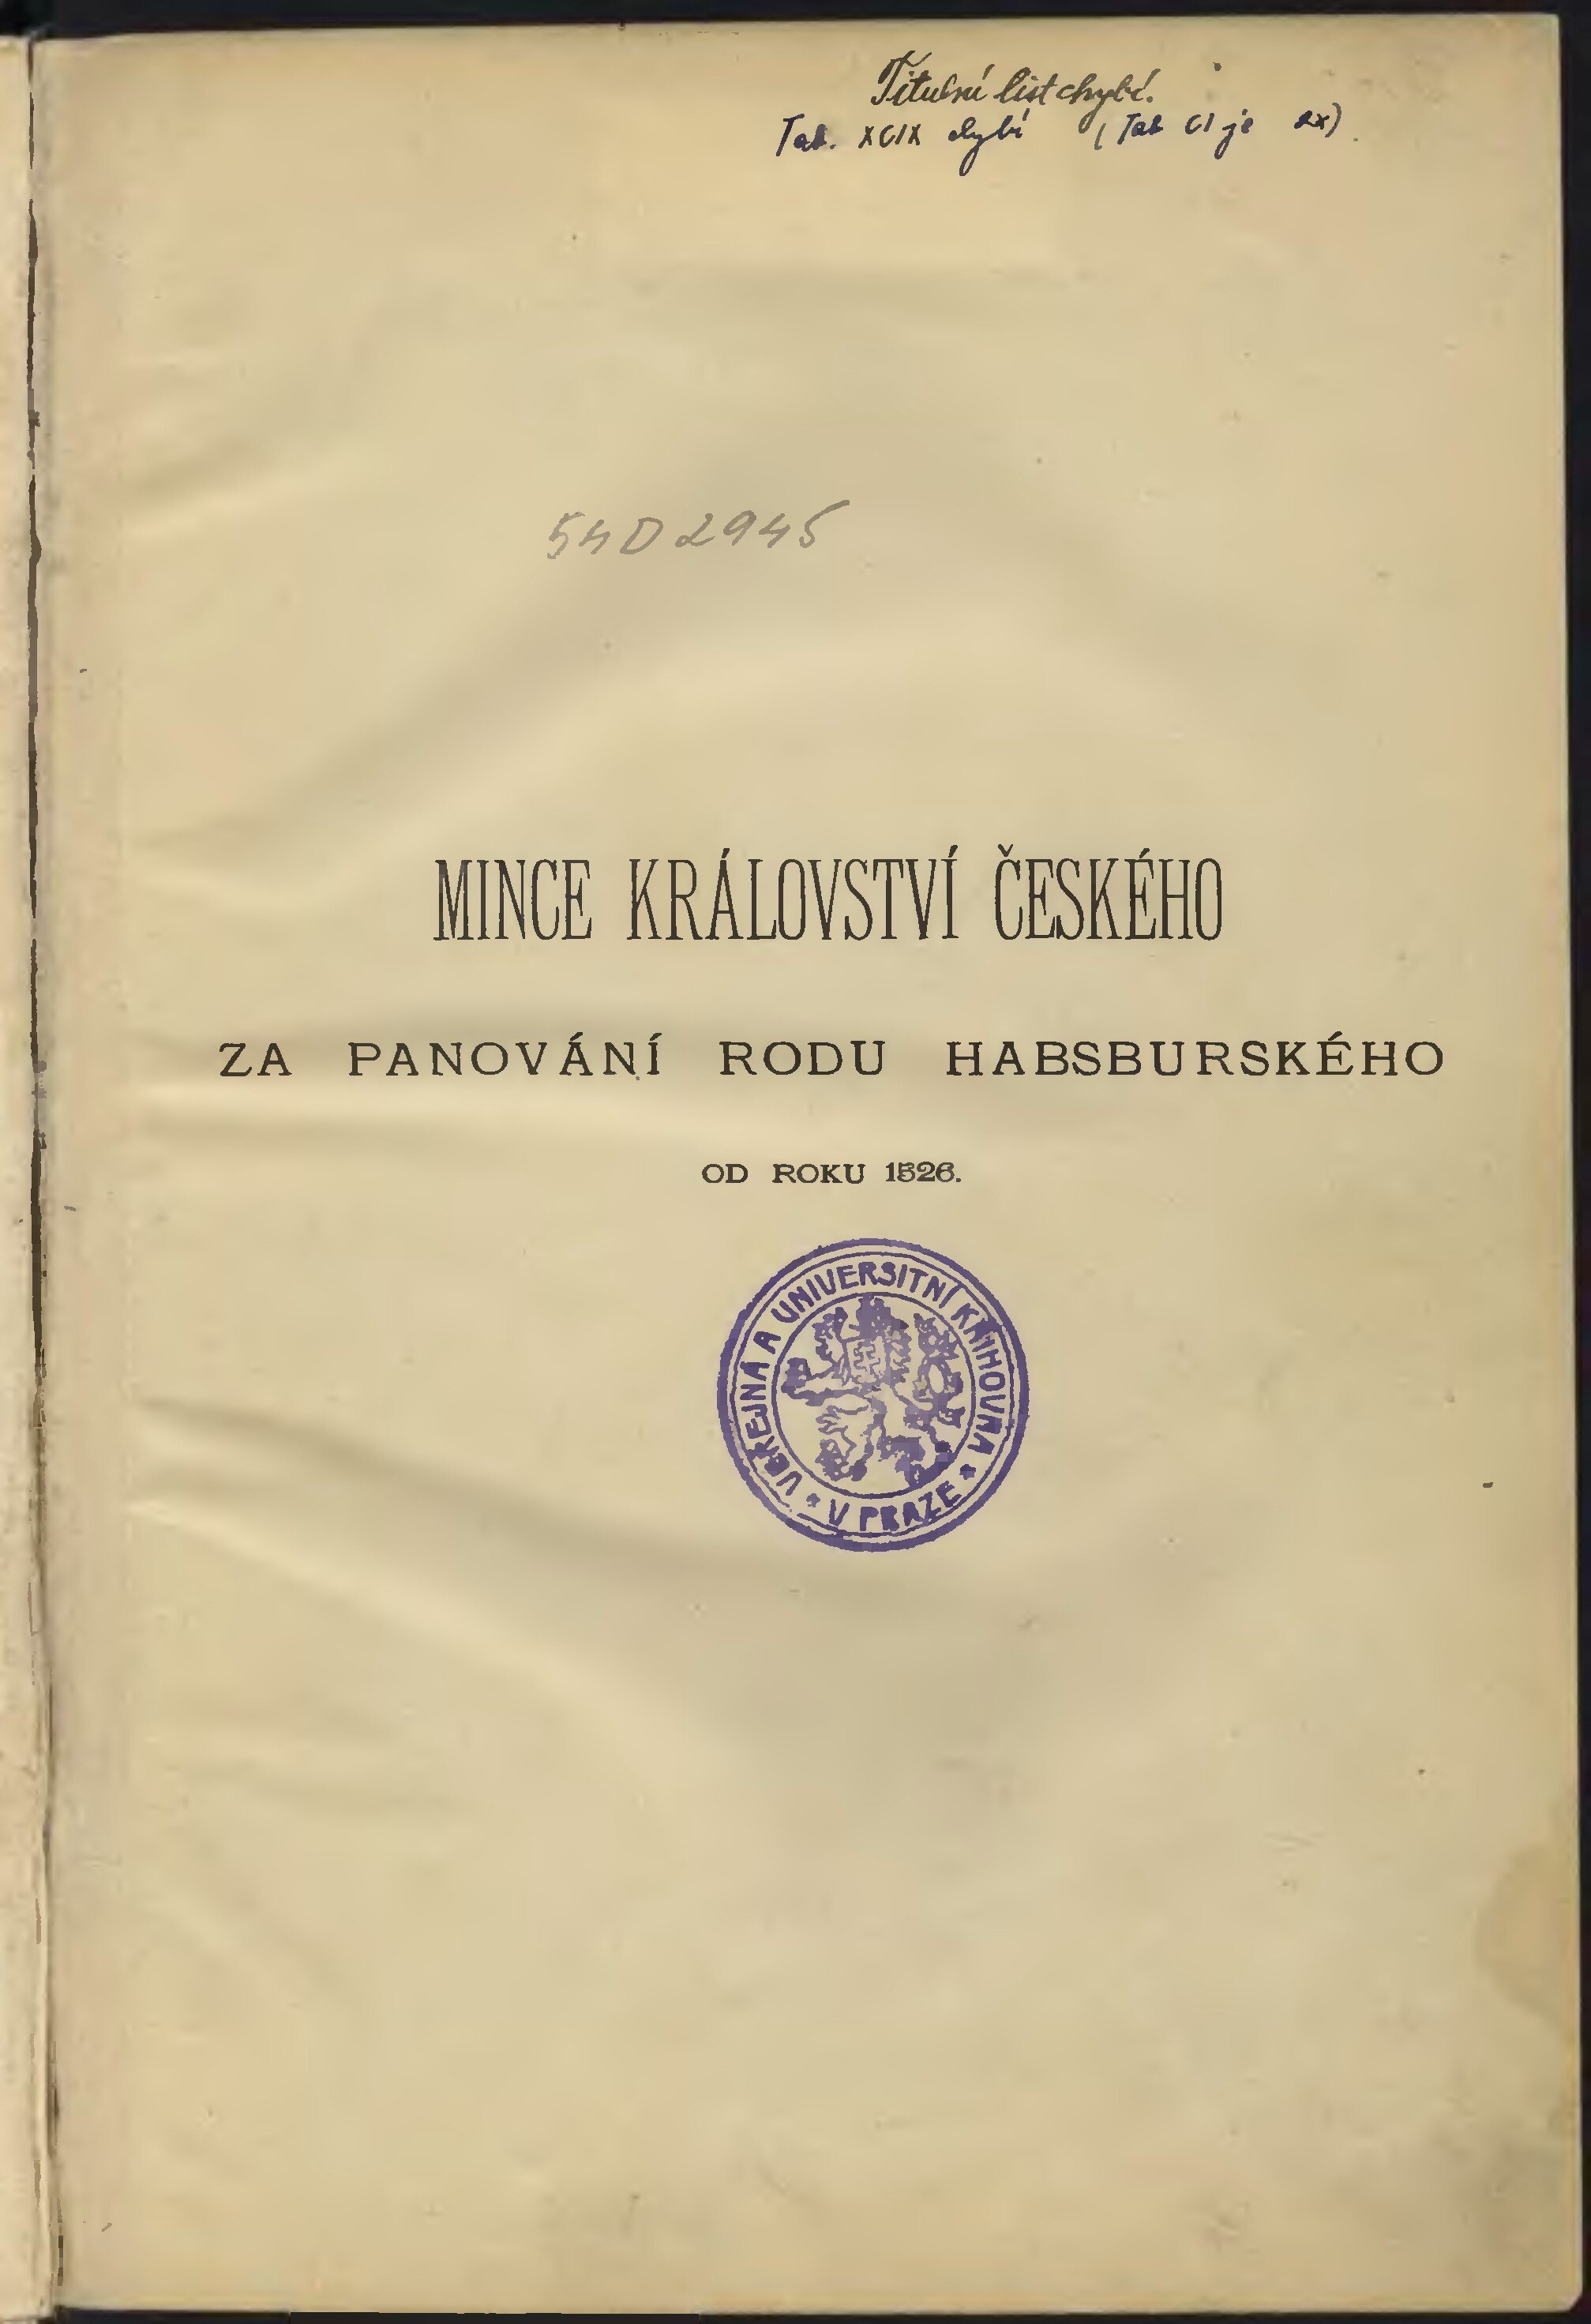 Titulní list chybí.
Tab. XCIX chybí (Tab CI je 2x)
54D2945
MINCE KRÁLOVSTVÍ ČESKÉHO
ZA PANOVÁNÍ RODU HABSBURSKÉHO
OD ROKU 1526.
VEŘEJNÁ A UNIVERSITNÍ KNIHOVNA
* V PRAZE *